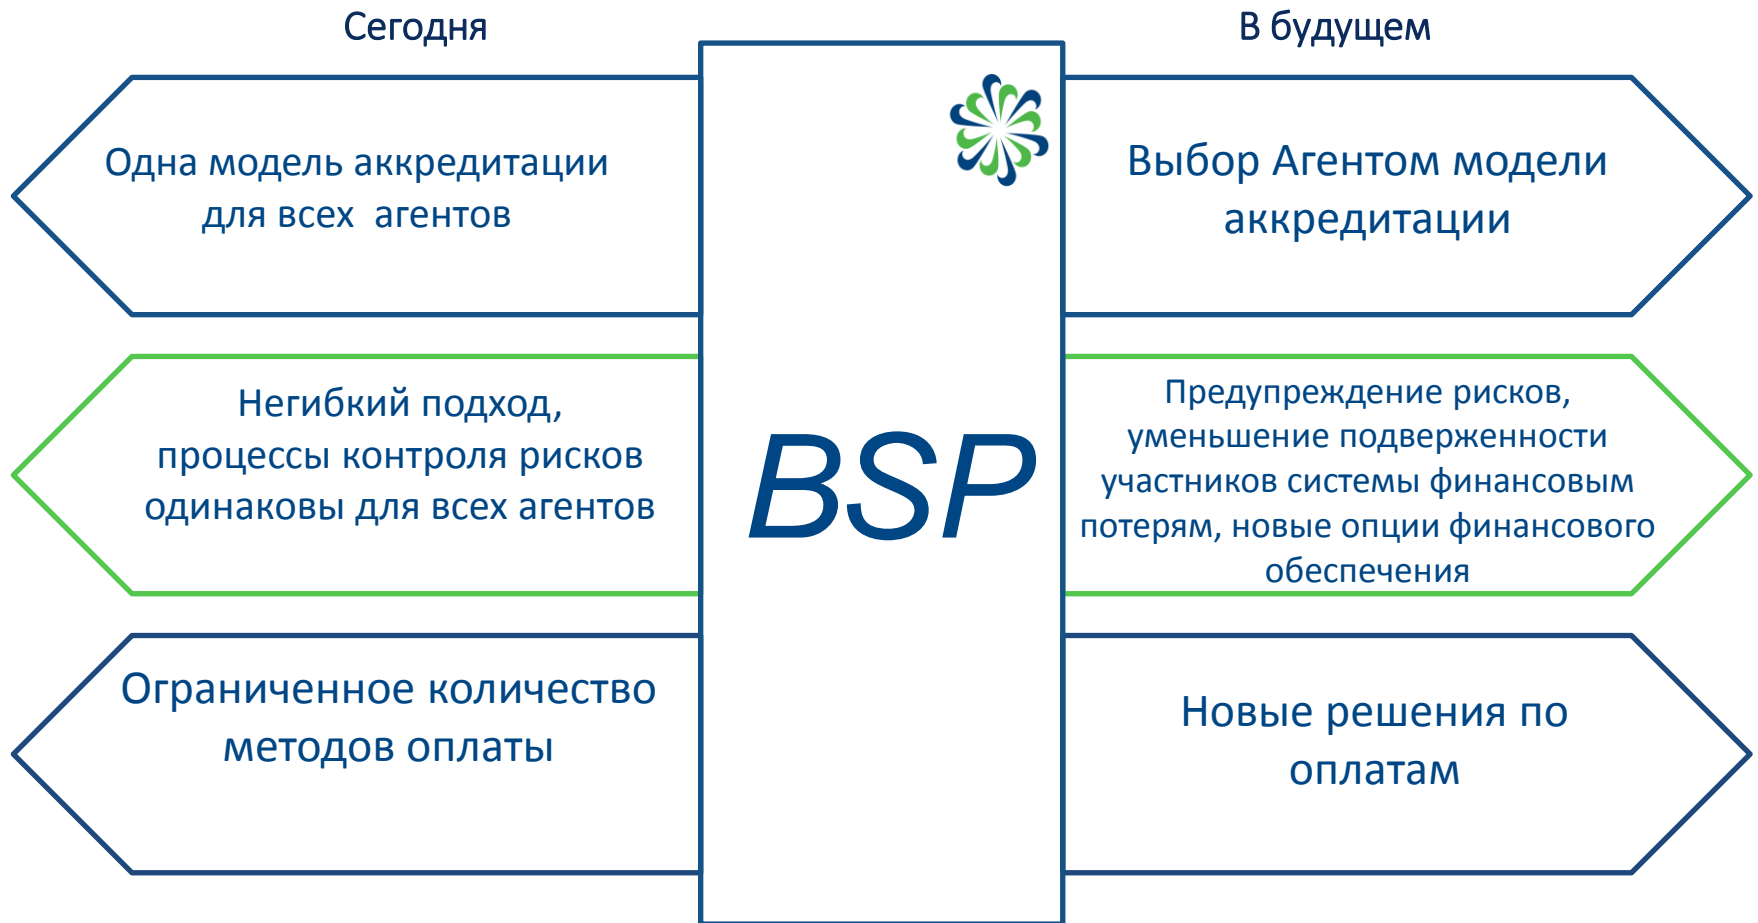 Сегодня
Одна модель аккредитации
для всех агентов
Негибкий подход,
процессы контроля рисков
одинаковы для всех агентов
Ограниченное количество
методов оплаты
BSP
В будущем
Выбор Агентом модели
аккредитации
Предупреждение рисков,
уменьшение подверженности
участников системы финансовым
потерям, новые опции финансового
обеспечения
Новые решения по
оплатам